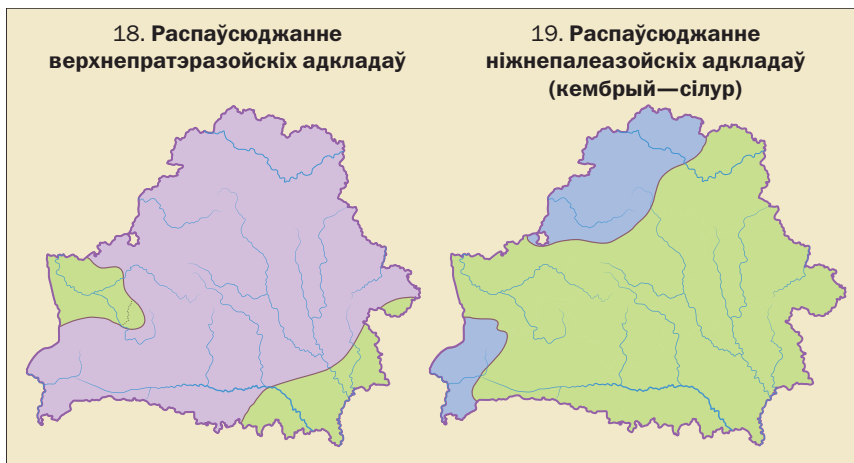 18. Распаўсюджанне
верхнепратэразойскіх адкладаў
19. Распаўсюджанне
ніжнепалеазойскіх адкладаў
(кембрый—сілур)